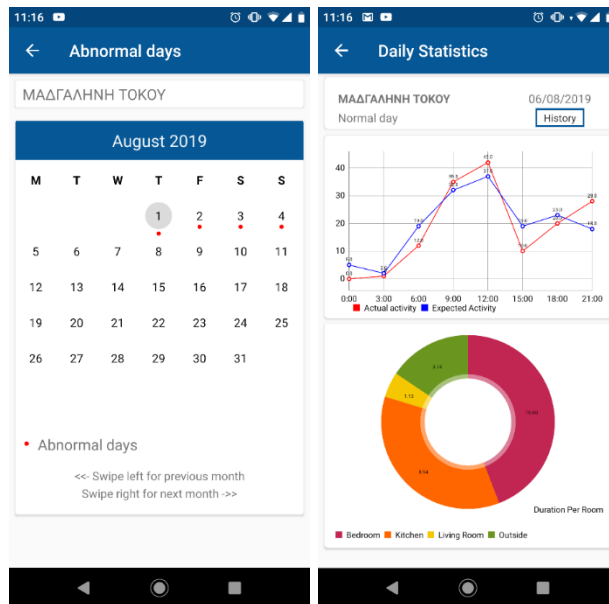 11:16
Abnormal days
ΜΑΔΓΑΛΗΝΗ ΤΟΚΟΥ
August 2019
M T W T F S S
1 2 3 4
5 6 7 8 9 10 11
12 13 14 15 16 17 18
19 20 21 22 23 24 25
26 27 28 29 30 31
Abnormal days
<<- Swipe left for previous month
Swipe right for next month ->>
11:16
Daily Statistics
ΜΑΔΓΑΛΗΝΗ ΤΟΚΟΥ 06/08/2019
Normal day History
40
30
20
10
0
0:00 3:00 6:00 9:00 12:00 15:00 18:00 21:00
Actual activity Expected Activity
Duration Per Room
Bedroom Kitchen Living Room Outside